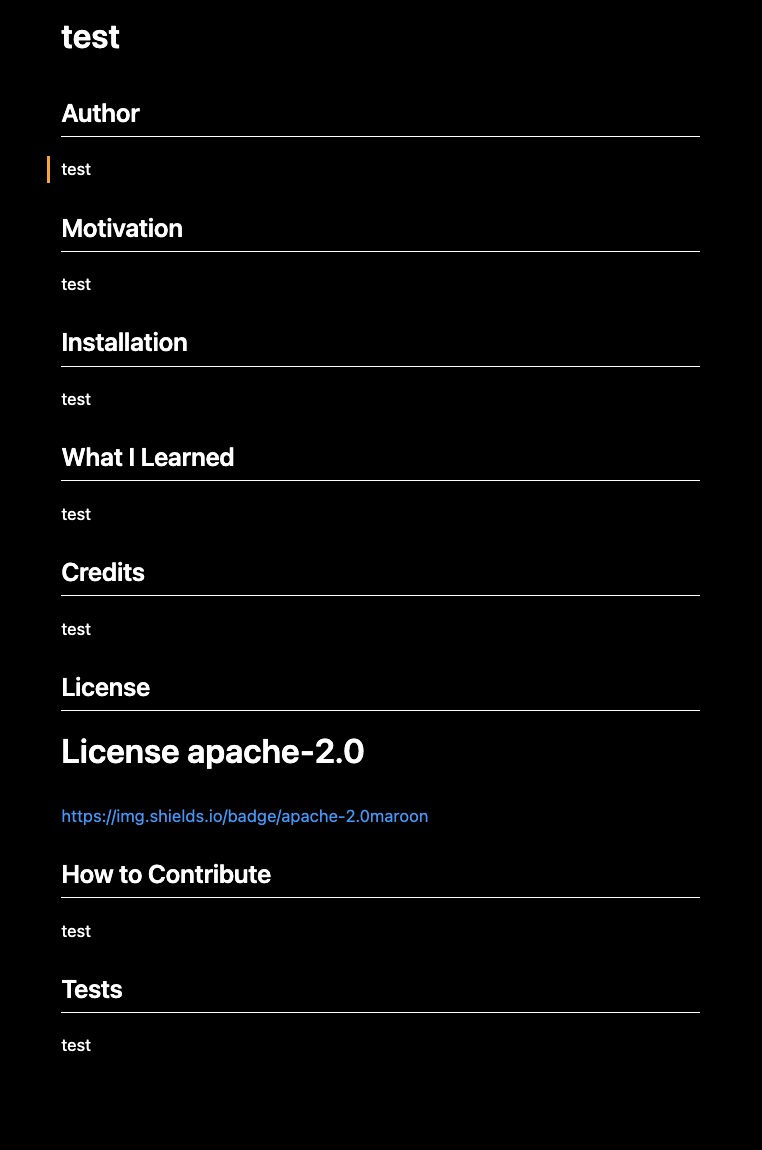 test
Author
test
Motivation
test
Installation
test
What I Learned
test
Credits
test
License
License apache-2.0
https://img.shields.io/badge/apache-2.0maroon
How to Contribute
test
Tests
test